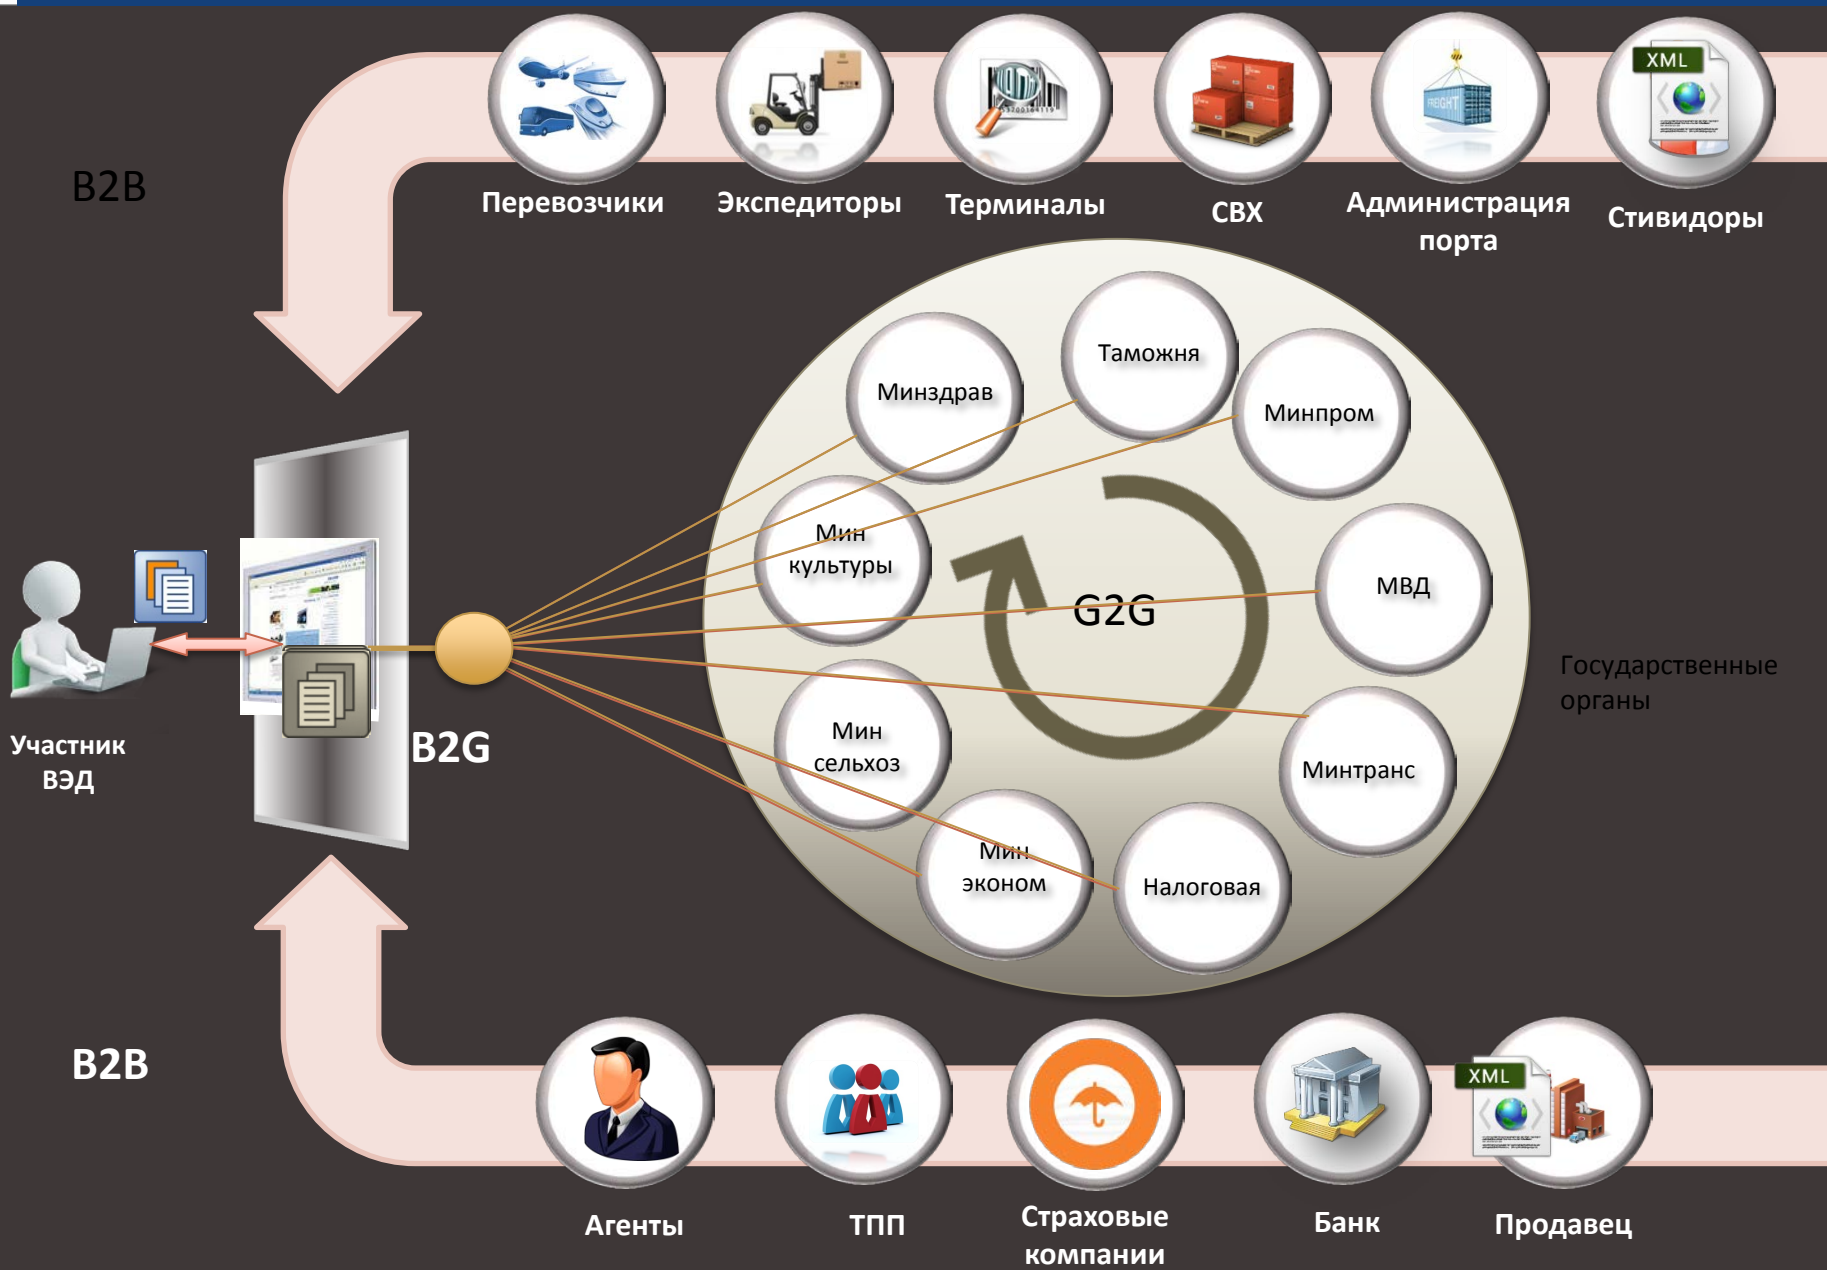 B2B
XML
FREIGHT
Перевозчики
Экспедиторы
Терминалы
СВХ
Администрация
порта
Стивидоры
Таможня
Минздрав
Минпром
Мин
культуры
МВД
G2G
Государственные
органы
B2G
Участник
ВЭД
Мин
сельхоз
Минтранс
Мин
эконом
Налоговая
B2B
XML
Агенты
ТПП
Страховые
компании
Банк
Продавец